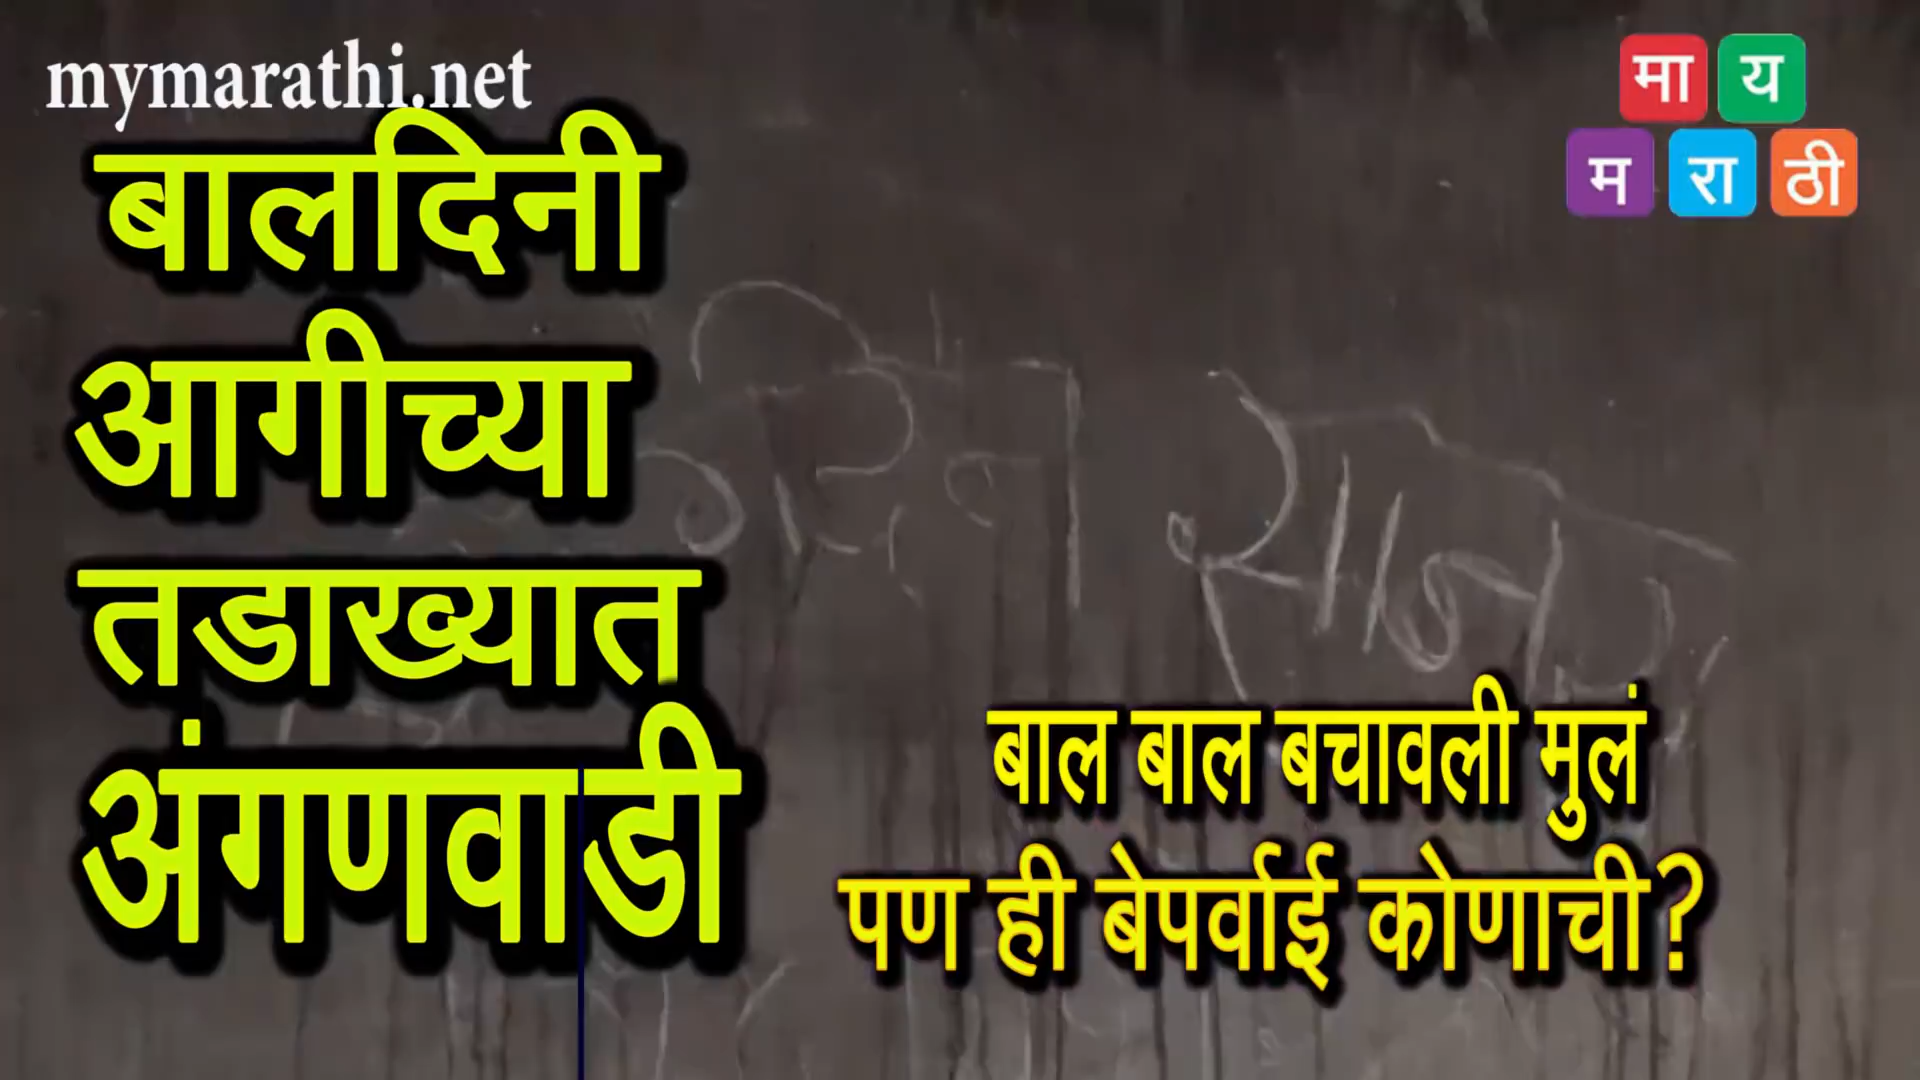 mymarathi.net
मा य
म रा ठी
बालदिनी
आगीच्या
तडाख्यात
अंगणवाडी
बाल बाल बचावली मुलं
पण ही बेपर्वाई कोणाची?